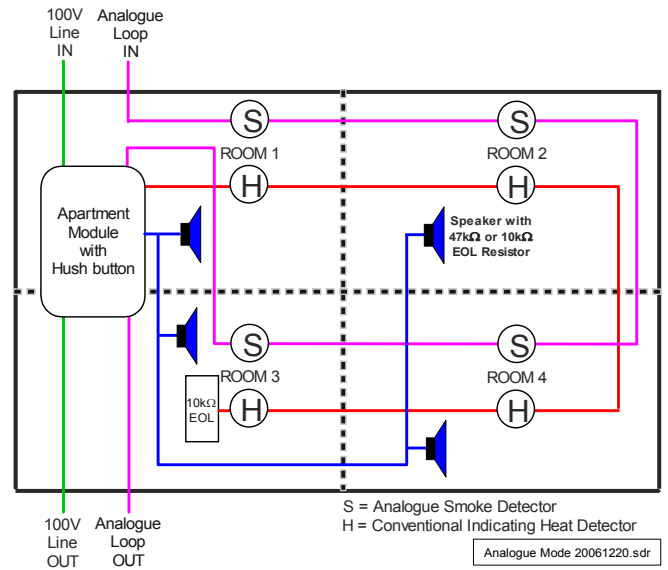 100V
Line
IN
Analogue
Loop
IN
S
S
ROOM 1
ROOM 2
H
H
Apartment
Module
with
Hush button
Speaker with
47kΩ or 10kΩ
EOL Resistor
S
S
ROOM 3
ROOM 4
10kΩ
EOL
H
H
S = Analogue Smoke Detector
H = Conventional Indicating Heat Detector
100V
Line
OUT
Analogue
Loop
OUT
Analogue Mode 20061220.sdr